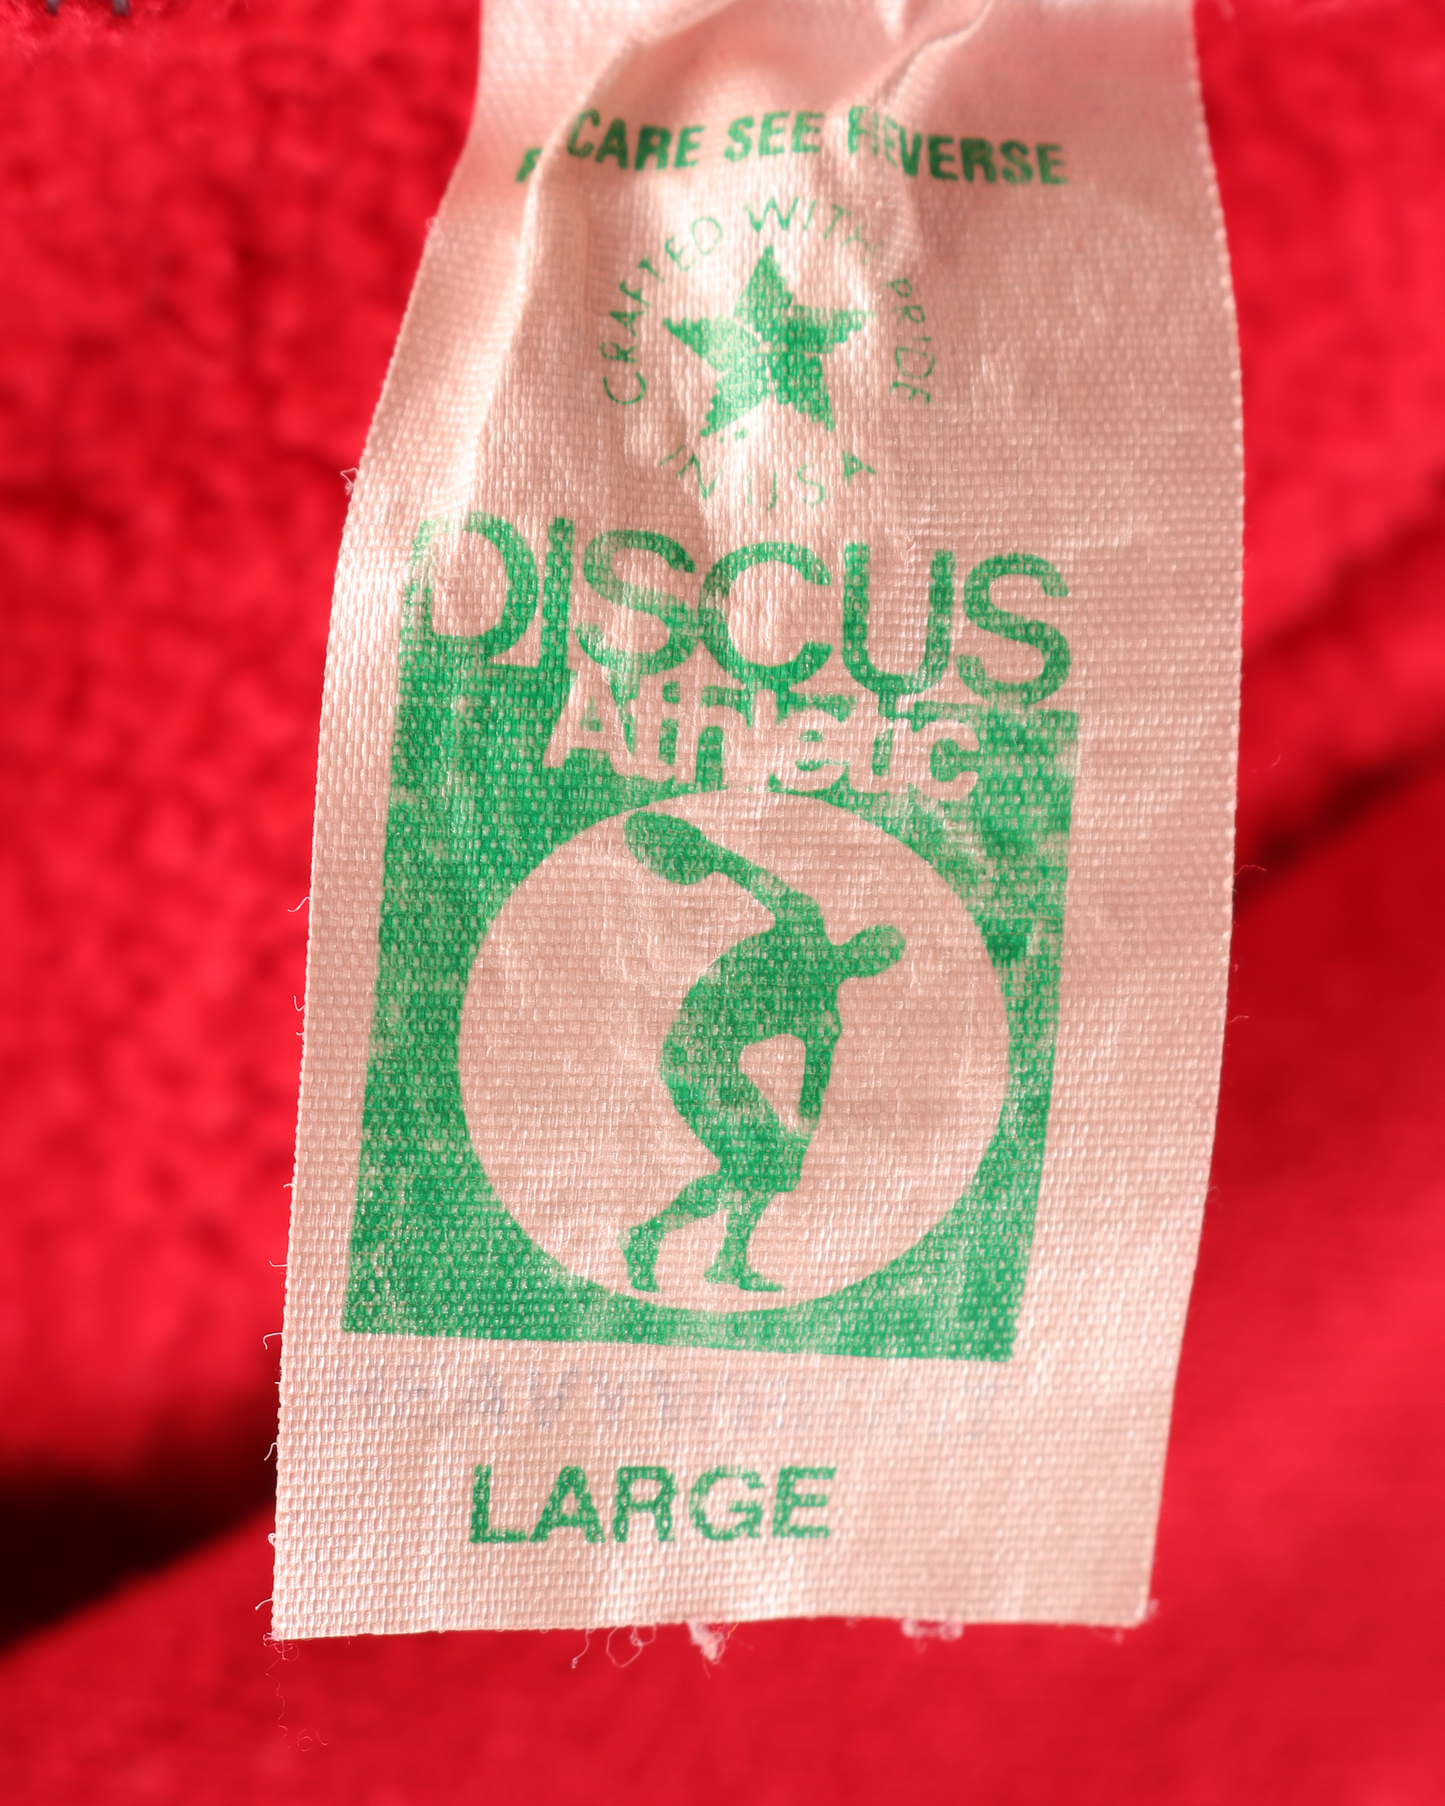 CARE SEE REVERSE
CRAFTED WITH PRIDE
IN USA
DISCUS
Athletic
LARGE